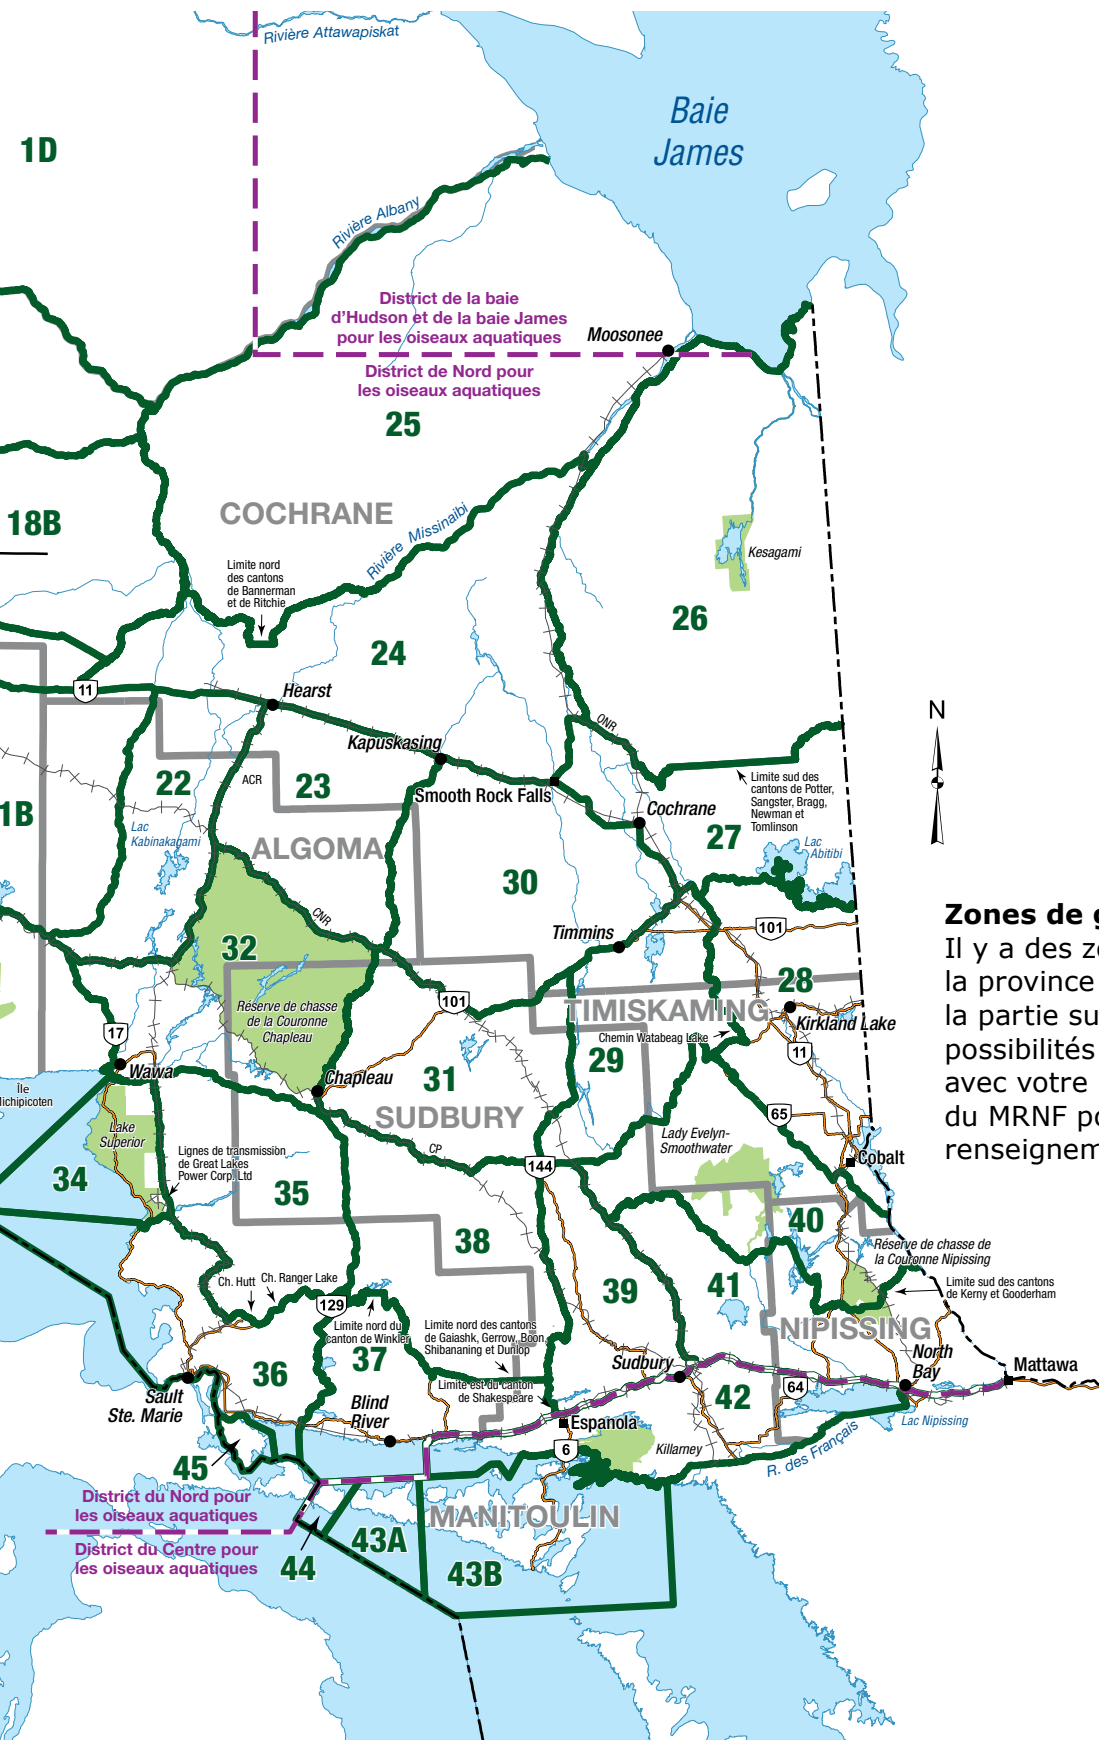 Rivière Attawapiskat
Baie
James
1D
Rivière Albany
District de la baie
d'Hudson et de la baie James
pour les oiseaux aquatiques
Moosonee
District de Nord pour
les oiseaux aquatiques
25
COCHRANE
18B
Rivière Missinaibi
Kesagami
Limite nord
des cantons
de Bannerman
et de Ritchie
26
24
11
Hearst
ONR
N
Kapuskasing
22
ACR
23
Smooth Rock Falls
Limite sud des
cantons de Potter,
Sangster, Bragg,
Newman et
Tomlinson
Cochrane
27
1B
Lac
Kabinakagami
ALGOMA
Lac
Abitibi
30
CNR
Zones de g
Il y a des zo
la province
la partie su
possibilités
avec votre
du MRNF po
renseignem
101
Timmins
32
28
101
Réserve de chasse
de la Couronne
Chapleau
TIMISKAMING
Kirkland Lake
Chemin Watabeag Lake
17
11
29
Wawa
Chapleau
31
Île
Michipicoten
SUDBURY
65
Lake
Superior
Lady Evelyn-
Smoothwater
CP
144
Cobalt
Lignes de transmission
de Great Lakes
Power Corp. Ltd
34
35
40
38
Réserve de chasse de
la Couronne Nipissing
Ch. Hutt
Ch. Ranger Lake
39
41
Limite sud des cantons
de Kerny et Gooderham
129
Limite nord du
canton de Winkler
Limite nord des cantons
de Gaiashk, Gerrow, Boon,
Shibananing et Dunlop
NIPISSING
36
37
Sudbury
North
Bay
Mattawa
Limite est du canton
de Shakespeare
64
42
Sault
Ste. Marie
Blind
River
Espanola
Lac Nipissing
6
Killarney
R. des Français
45
District du Nord pour
les oiseaux aquatiques
MANITOULIN
District du Centre pour
les oiseaux aquatiques
44
43A
43B